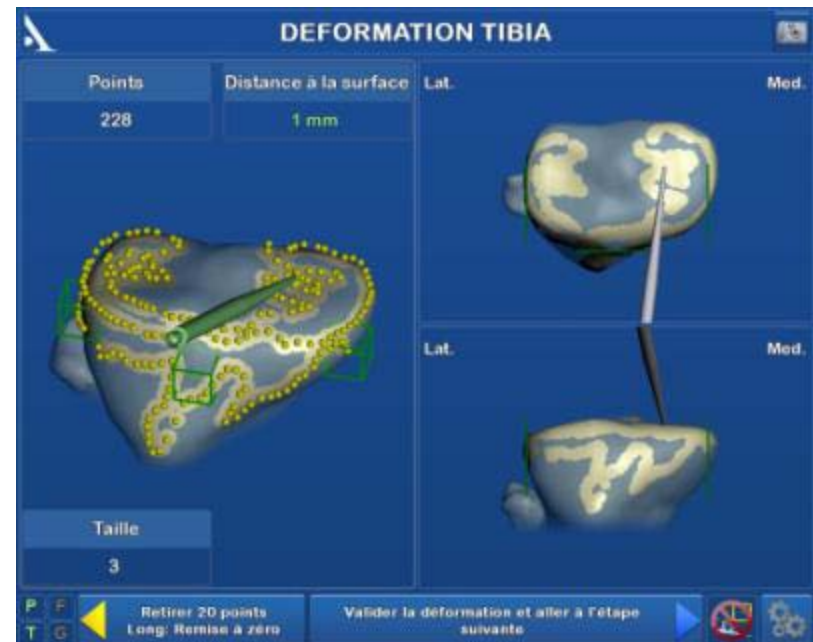 DEFORMATION TIBIA
Points
Distance à la surface
228
1 mm
Lat.
Med.
Lat.
Med.
Taille
3
P F
T G
Retirer 20 points
Long: Remise à zéro
Valider la déformation et aller à l'étape
suivante